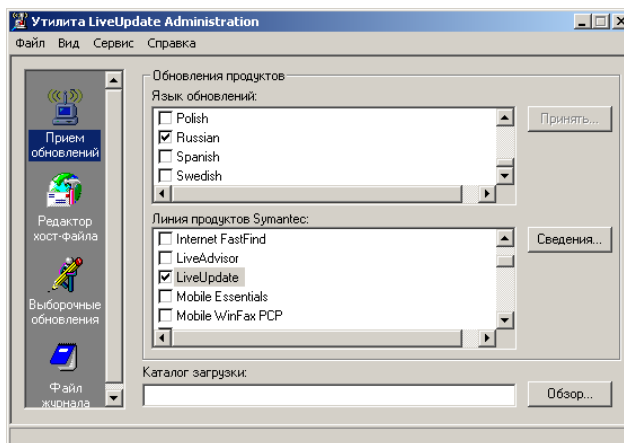 Утилита LiveUpdate Administration
Файл Вид Сервис Справка
Прием
обновлений
Редактор
хост-файла
Выборочные
обновления
Файл
журнала
Обновления продуктов
Язык обновлений:
Polish
Russian
Spanish
Swedish
Принять...
Линия продуктов Symantec:
Internet FastFind
LiveAdvisor
LiveUpdate
Mobile Essentials
Mobile WinFax PCP
Сведения...
Каталог загрузки:
Обзор...